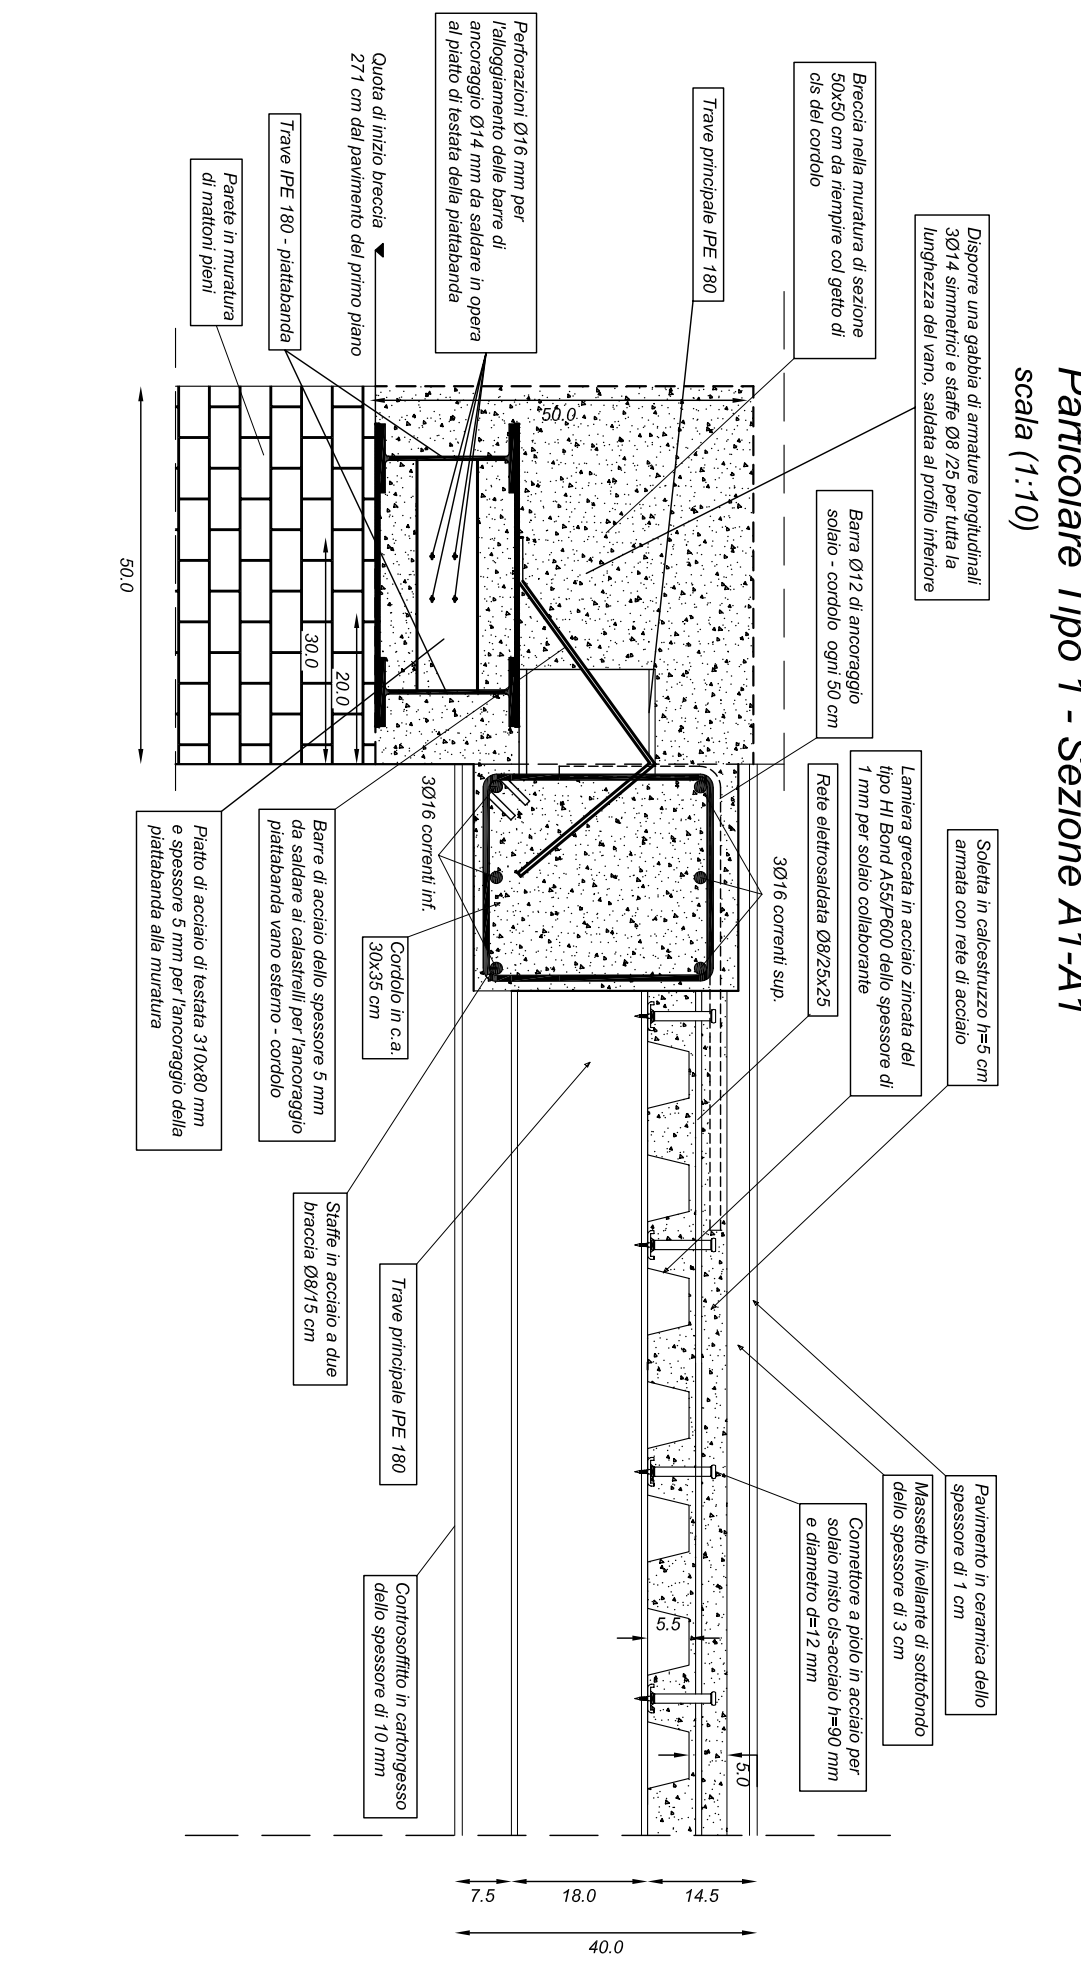 Particolare Tipo 1 - Sezione A1-A1
scala (1:10)
Disporre una gabbia di armature longitudinali
3Ø14 simmetrici e staffe Ø8 /25 per tutta la
lunghezza del vano, saldata al profilo inferiore
Breccia nella muratura di sezione
50x50 cm da riempire col getto di
cls del cordolo
Trave principale IPE 180
Perforazioni Ø16 mm per
l'alloggiamento delle barre di
ancoraggio Ø14 mm da saldare in opera
al piatto di testata della piattabanda
Quota di inizio breccia
271 cm dal pavimento del primo piano
Trave IPE 180 - piattabanda
Parete in muratura
di mattoni pieni
Barra Ø12 di ancoraggio
solaio - cordolo ogni 50 cm
Soletta in calcestruzzo h=5 cm
armata con rete di acciaio
Lamiera grecata in acciaio zincata del
tipo HI Bond A55/P600 dello spessore di
1 mm per solaio collaborante
Rete elettrosaldata Ø8/25x25
3Ø16 correnti sup.
3Ø16 correnti inf.
Cordolo in c.a.
30x35 cm
Barre di acciaio dello spessore 5 mm
da saldare ai calastrelli per l'ancoraggio
piattabanda vano esterno - cordolo
Piatto di acciaio di testata 310x80 mm
e spessore 5 mm per l'ancoraggio della
piattabanda alla muratura
Staffe in acciaio a due
braccia Ø8/15 cm
Trave principale IPE 180
Pavimento in ceramica dello
spessore di 1 cm
Massetto livellante di sottofondo
dello spessore di 3 cm
Connettore a piolo in acciaio per
solaio misto cls-acciaio h=90 mm
e diametro d=12 mm
Controsoffitto in cartongesso
dello spessore di 10 mm
50.0
50.0
30.0
20.0
5.5
5.0
7.5
18.0
14.5
40.0